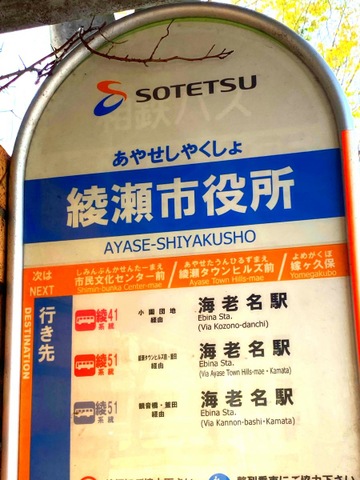 SOTETSU
あやせしやくしょ
綾瀬市役所
AYASE-SHIYAKUSHO
次は
NEXT
しみんぶんかせんたーまえ
市民文化センター前
Shimin-bunka Center-mae
あやせたうんひるずまえ
綾瀬タウンヒルズ前
Ayase Town Hills-mae
よめがくぼ
嫁ヶ久保
Yomegakubo
DESTINATION
行き先
綾41
系統
小園団地
経由
海老名駅
Ebina Sta.
(Via Kozono-danchi)
綾51
系統
経由
海老名駅
Ebina Sta.
(Via Ayase Town Hills-mae・Kamata)
綾51
系統
観音橋・釜田
経由
海老名駅
Ebina Sta.
(Via Kannon-bashi・Kamata)